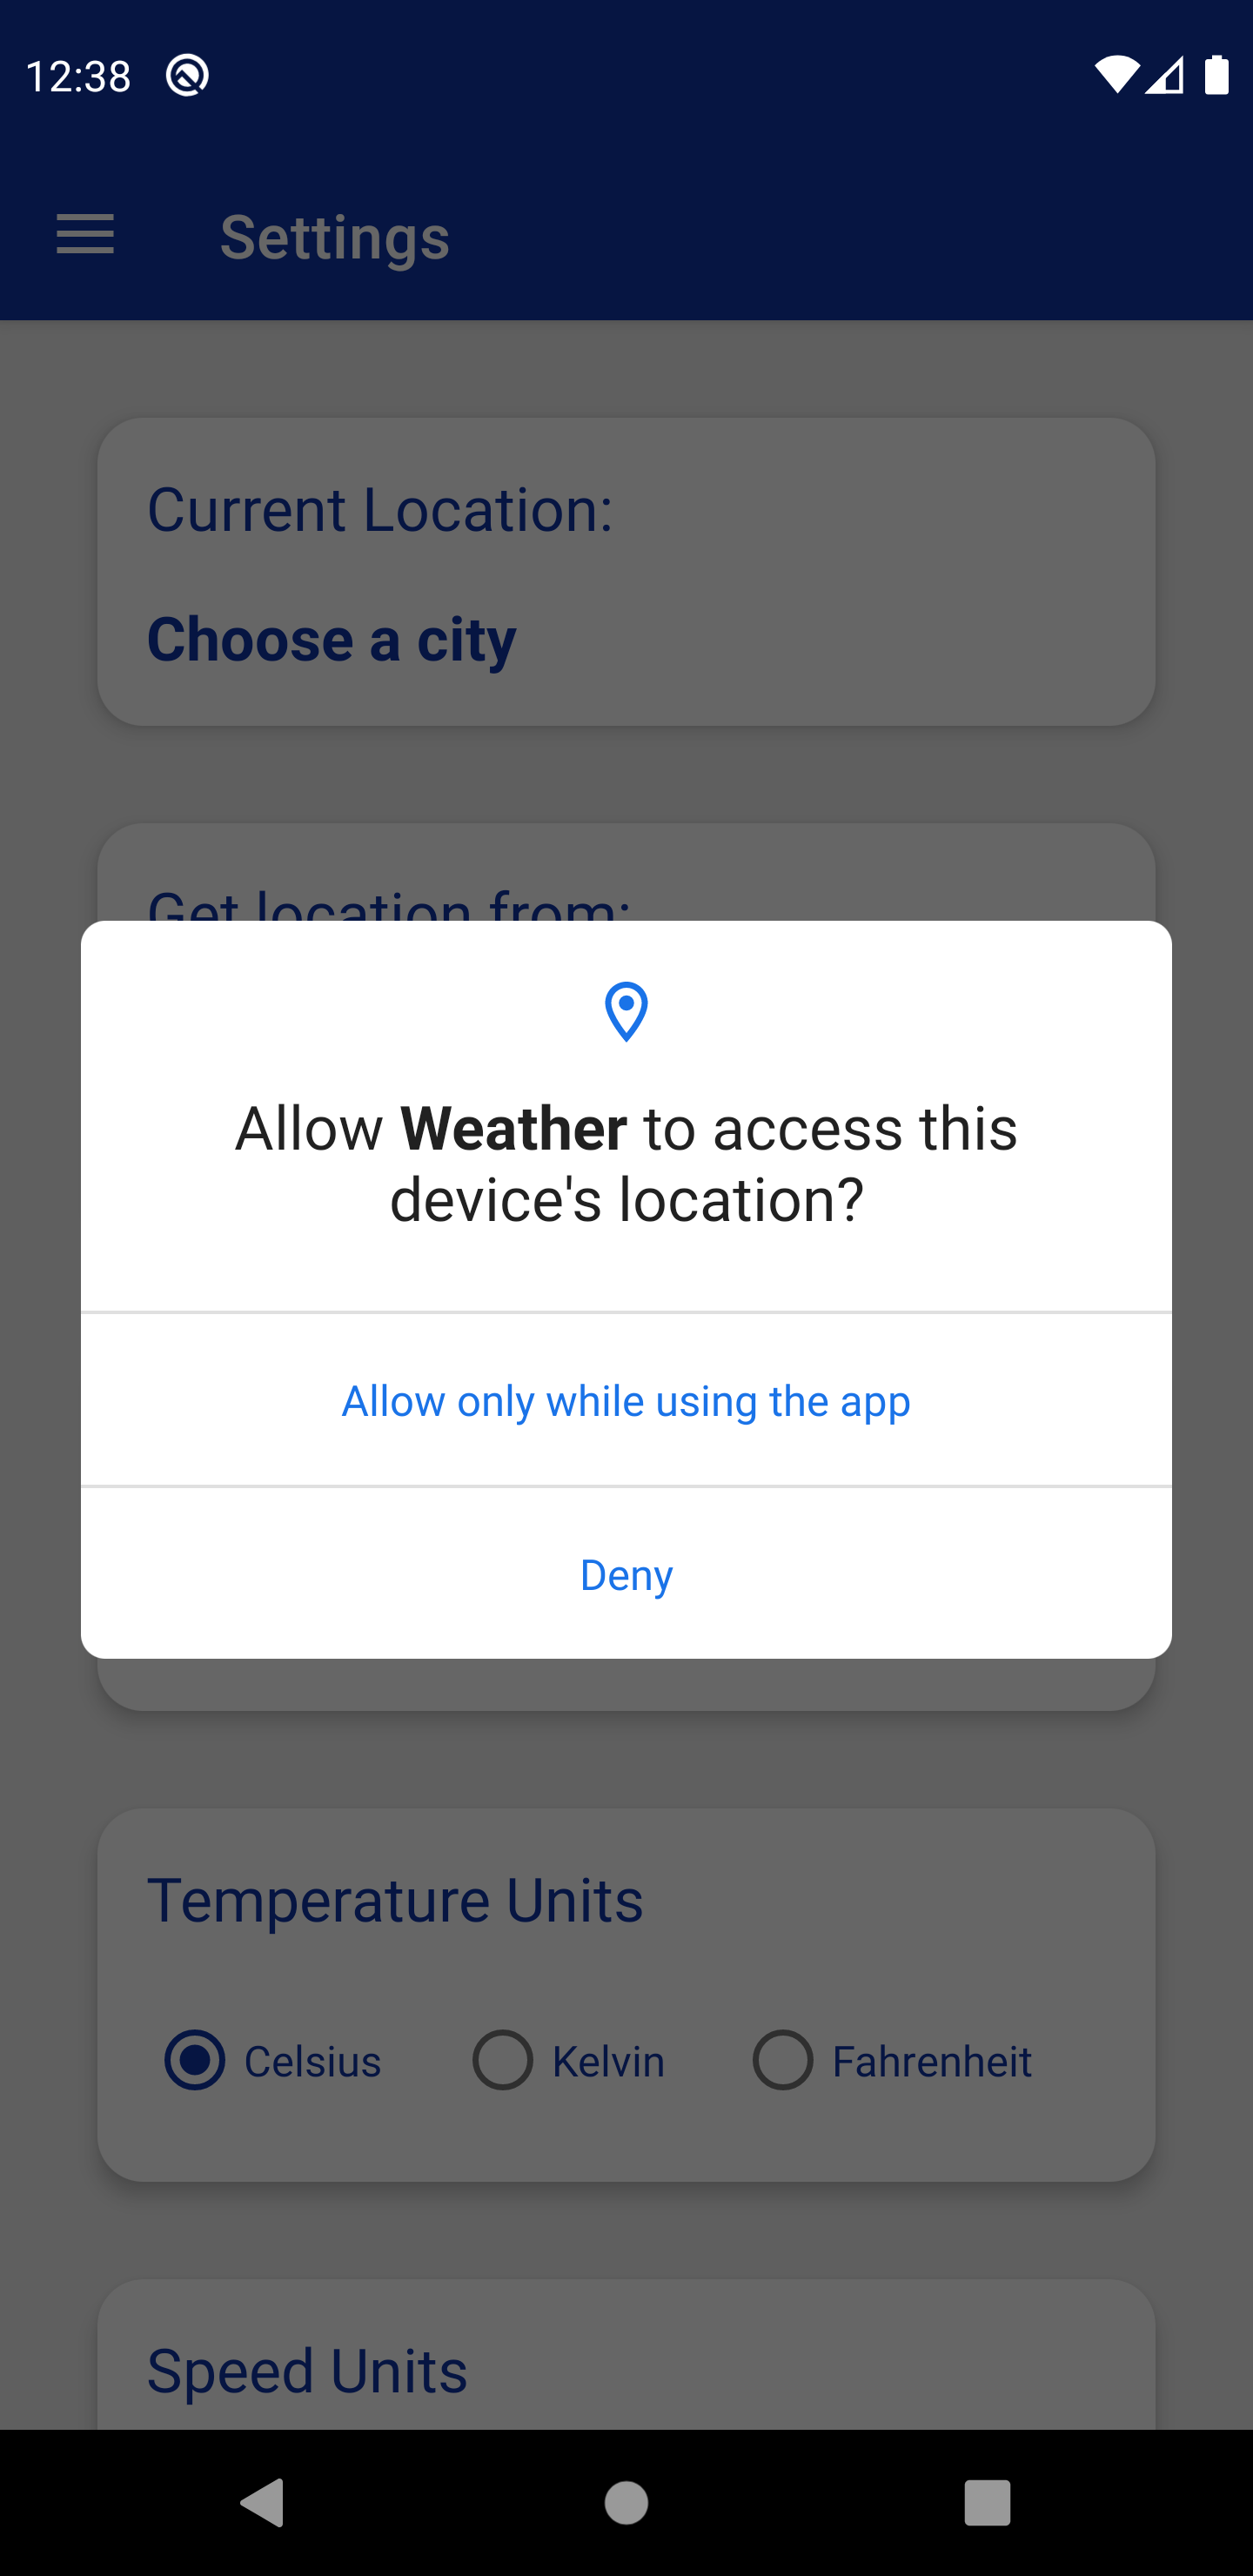 12:38
Settings
Current Location:
Choose a city
Get location from:
Allow Weather to access this
device's location?
Allow only while using the app
Deny
Temperature Units
Celsius Kelvin Fahrenheit
Speed Units